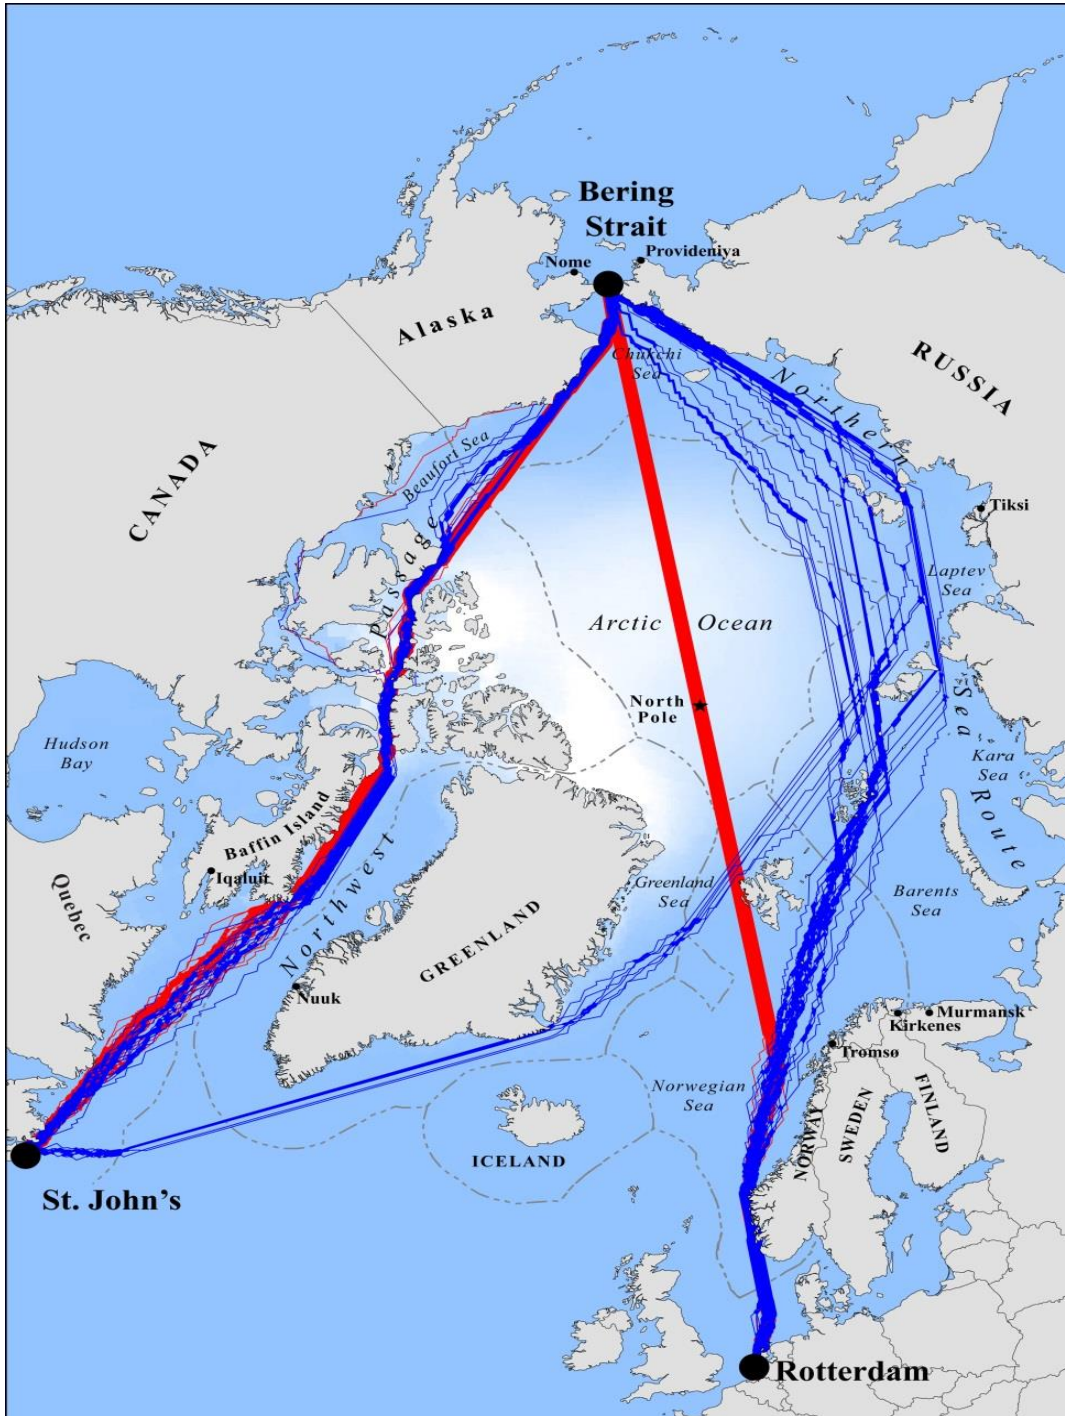 Bering
Strait
Nome
Provideniya
Alaska
Chukchi
Sea
RUSSIA
Northern
Sea Route
CANADA
Beaufort Sea
Passage
Tiksi
Laptev
Sea
Arctic Ocean
North
Pole
Hudson
Bay
Kara
Sea
Baffin Island
Iqaluit
Northwest
Quebec
Greenland
Sea
Barents
Sea
GREENLAND
Nuuk
Murmansk
Kirkenes
Tromsø
Norwegian
Sea
NORWAY
SWEDEN
FINLAND
ICELAND
St. John’s
Rotterdam